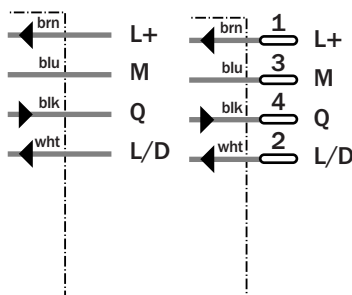 brn L+
blu M
blk Q
wht L/D
brn 1 L+
blu 3 M
blk 4 Q
wht 2 L/D